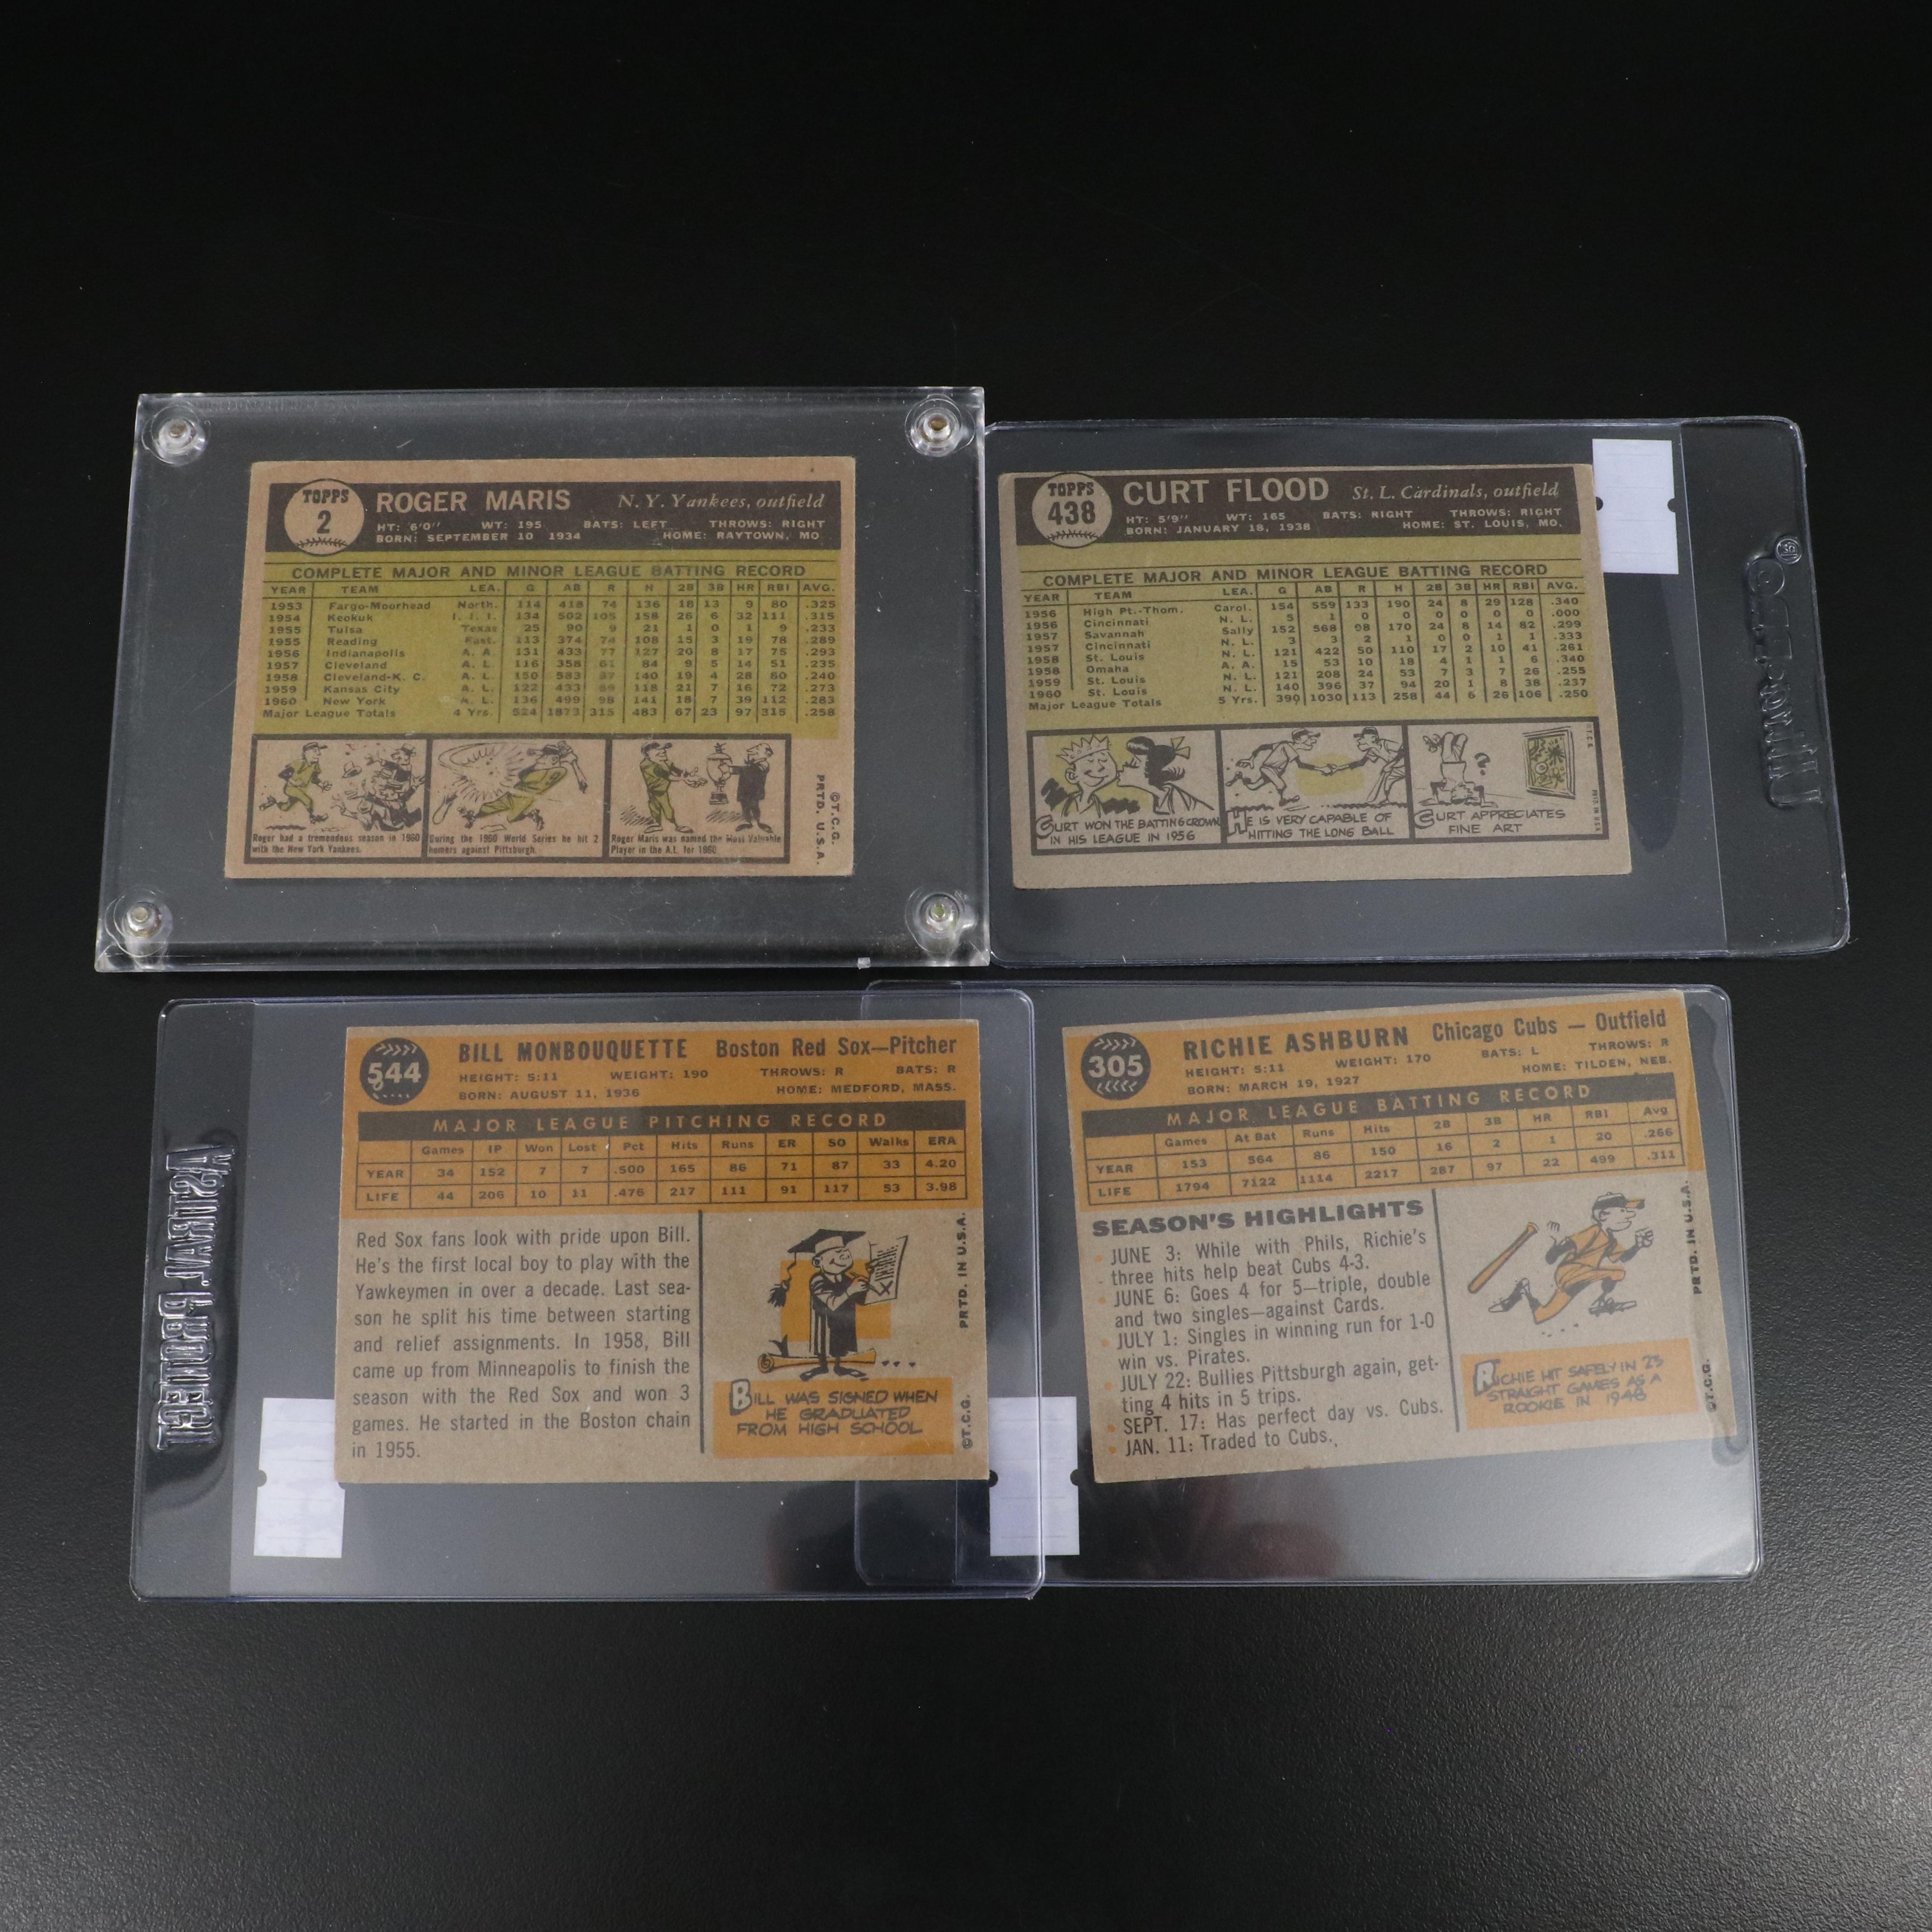 TOPPS
2
ROGER MARIS N. Y. Yankees, outfield
HT: 6'0" WT: 195 BATS: LEFT THROWS: RIGHT
BORN: SEPTEMBER 10 1934 HOME: RAYTOWN, MO.
COMPLETE MAJOR AND MINOR LEAGUE BATTING RECORD
YEAR TEAM LEA. G AB R H 2B 3B HR RBI AVG.
1953 Fargo-Moorhead North. 114 418 74 136 18 13 9 80 .325
1954 Keokuk I. I. I. 134 502 105 158 26 6 32 111 .315
1955 Tulsa Texas 25 90 9 21 1 0 1 9 .233
1955 Reading East. 113 374 74 108 15 3 19 78 .289
1956 Indianapolis A. A. 131 433 77 127 20 8 17 75 .293
1957 Cleveland A. L. 116 358 61 84 9 5 14 51 .235
1958 Cleveland-K. C. A. L. 150 583 87 140 19 4 28 80 .240
1959 Kansas City A. L. 122 433 69 118 21 7 16 72 .273
1960 New York A. L. 136 499 98 141 18 7 39 112 .283
Major League Totals 4 Yrs. 524 1873 315 483 67 23 97 315 .258
Roger had a tremendous season in 1960
with the New York Yankees.
During the 1960 World Series he hit 2
homers against Pittsburgh.
Roger Maris was named the Most Valuable
Player in the A.L. for 1960.
©T.C.G.
PRTD. U.S.A.
TOPPS
438
CURT FLOOD St. L. Cardinals, outfield
HT: 5'9" WT: 165 BATS: RIGHT THROWS: RIGHT
BORN: JANUARY 18, 1938 HOME: ST. LOUIS, MO.
COMPLETE MAJOR AND MINOR LEAGUE BATTING RECORD
YEAR TEAM LEA. G AB R H 2B 3B HR RBI AVG.
1956 High Pt.-Thom. Carol. 154 559 133 190 24 8 29 128 .340
1956 Cincinnati N. L. 5 1 0 0 0 0 0 0 .000
1957 Savannah Sally 152 568 98 170 24 8 14 82 .299
1957 Cincinnati N. L. 3 3 2 1 0 0 1 1 .333
1958 St. Louis N. L. 121 422 50 110 17 2 10 41 .261
1958 Omaha A. A. 15 53 10 18 4 1 1 6 .340
1959 St. Louis N. L. 121 208 24 53 7 3 7 26 .255
1960 St. Louis N. L. 140 396 37 94 20 1 8 38 .237
Major League Totals 5 Yrs. 390 1030 113 258 44 6 26 106 .250
CURT WON THE BATTING CROWN
IN HIS LEAGUE IN 1956
HE IS VERY CAPABLE OF
HITTING THE LONG BALL
CURT APPRECIATES
FINE ART
544
BILL MONBOUQUETTE Boston Red Sox—Pitcher
HEIGHT: 5:11 WEIGHT: 190 THROWS: R BATS: R
BORN: AUGUST 11, 1936 HOME: MEDFORD, MASS.
MAJOR LEAGUE PITCHING RECORD
Games IP Won Lost Pct Hits Runs ER SO Walks ERA
YEAR 34 152 7 7 .500 165 86 71 87 33 4.20
LIFE 44 206 10 11 .476 217 111 91 117 53 3.98
Red Sox fans look with pride upon Bill.
He's the first local boy to play with the
Yawkeymen in over a decade. Last sea-
son he split his time between starting
and relief assignments. In 1958, Bill
came up from Minneapolis to finish the
season with the Red Sox and won 3
games. He started in the Boston chain
in 1955.
BILL WAS SIGNED WHEN
HE GRADUATED
FROM HIGH SCHOOL
PRTD. IN U.S.A.
©T.C.G.
305
RICHIE ASHBURN Chicago Cubs — Outfield
HEIGHT: 5:11 WEIGHT: 170 BATS: L THROWS: R
BORN: MARCH 19, 1927 HOME: TILDEN, NEB.
MAJOR LEAGUE BATTING RECORD
Games At Bat Runs Hits 2B 3B HR RBI Avg
YEAR 153 564 86 150 16 2 1 20 .266
LIFE 1794 7122 1114 2217 287 97 22 499 .311
SEASON'S HIGHLIGHTS
JUNE 3: While with Phils, Richie's
three hits help beat Cubs 4-3.
JUNE 6: Goes 4 for 5—triple, double
and two singles—against Cards.
JULY 1: Singles in winning run for 1-0
win vs. Pirates.
JULY 22: Bullies Pittsburgh again, get-
ting 4 hits in 5 trips.
SEPT. 17: Has perfect day vs. Cubs.
JAN. 11: Traded to Cubs.
RICHIE HIT SAFELY IN 23
STRAIGHT GAMES AS A
ROOKIE IN 1948
PRTD. IN U.S.A.
©T.C.G.